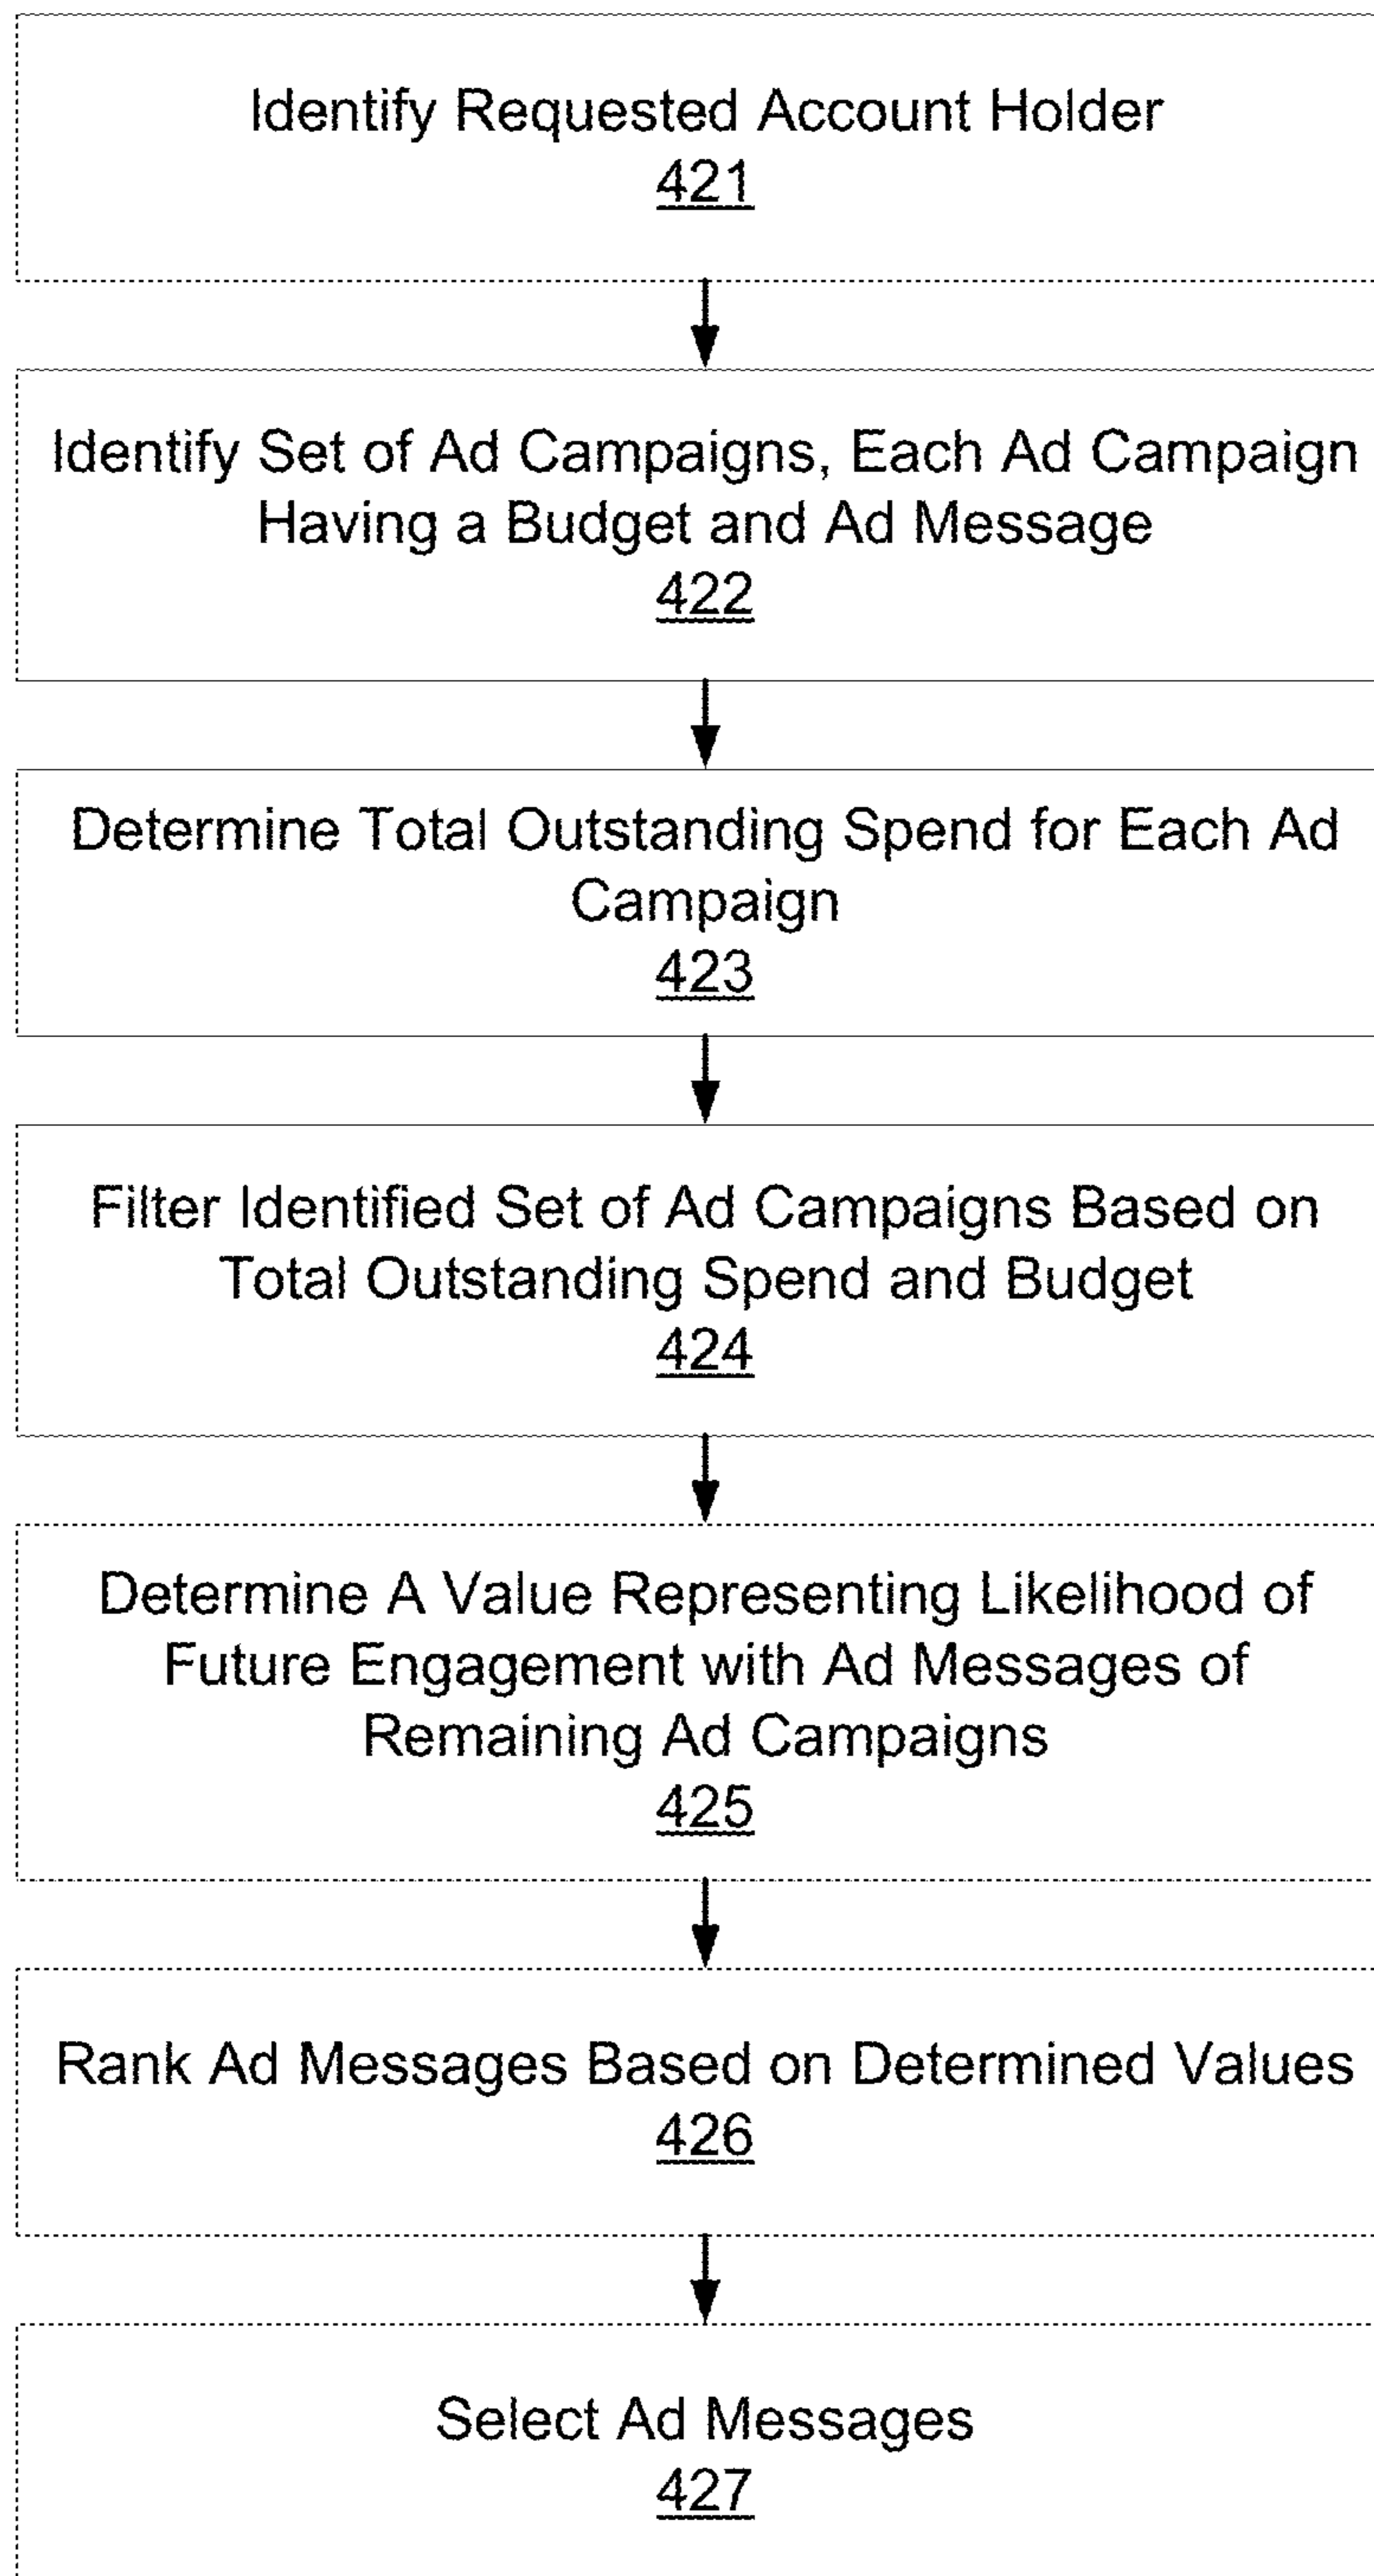 Identify Requested Account Holder
421
Identify Set of Ad Campaigns, Each Ad Campaign
Having a Budget and Ad Message
422
Determine Total Outstanding Spend for Each Ad
Campaign
423
Filter Identified Set of Ad Campaigns Based on
Total Outstanding Spend and Budget
424
Determine A Value Representing Likelihood of
Future Engagement with Ad Messages of
Remaining Ad Campaigns
425
Rank Ad Messages Based on Determined Values
426
Select Ad Messages
427